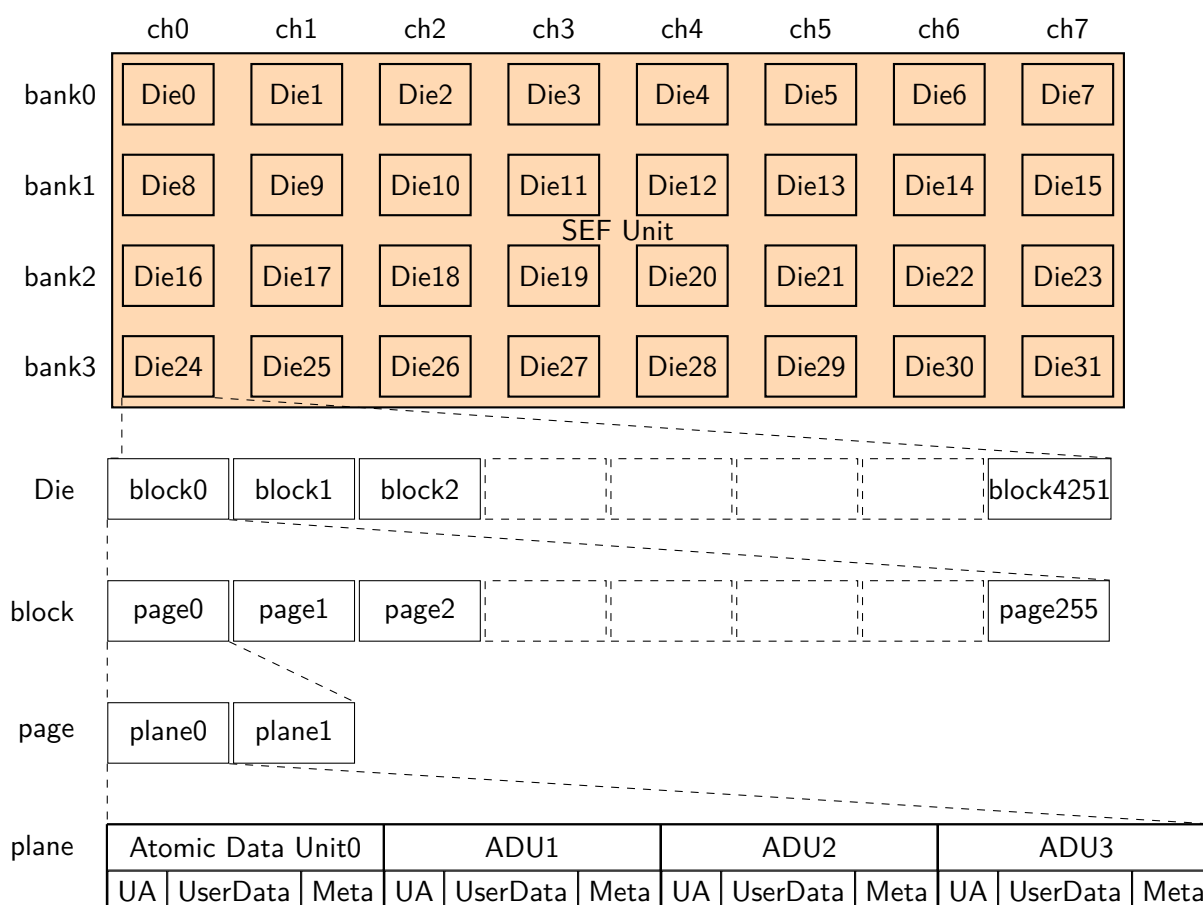 ch0 ch1 ch2 ch3 ch4 ch5 ch6 ch7
bank0 Die0 Die1 Die2 Die3 Die4 Die5 Die6 Die7
bank1 Die8 Die9 Die10 Die11 Die12 Die13 Die14 Die15
SEF Unit
bank2 Die16 Die17 Die18 Die19 Die20 Die21 Die22 Die23
bank3 Die24 Die25 Die26 Die27 Die28 Die29 Die30 Die31
Die block0 block1 block2 block4251
block page0 page1 page2 page255
page plane0 plane1
plane Atomic Data Unit0 ADU1 ADU2 ADU3
UA UserData Meta UA UserData Meta UA UserData Meta UA UserData Meta